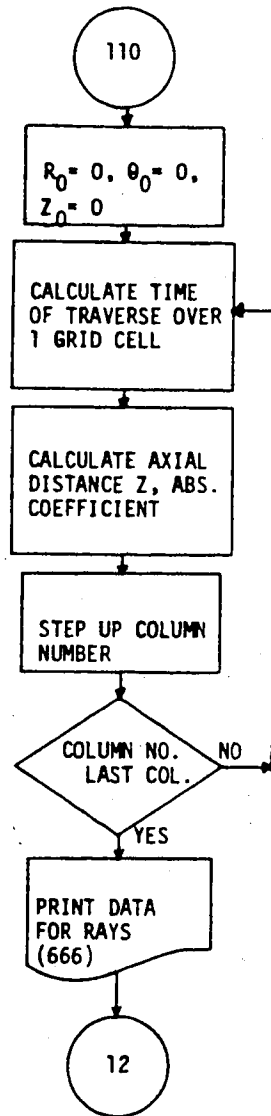 110
R₀= 0, θ₀= 0,
Z₀= 0
CALCULATE TIME
OF TRAVERSE OVER
1 GRID CELL
CALCULATE AXIAL
DISTANCE Z, ABS.
COEFFICIENT
STEP UP COLUMN
NUMBER
COLUMN NO.
LAST COL.
NO
YES
PRINT DATA
FOR RAYS
(666)
12